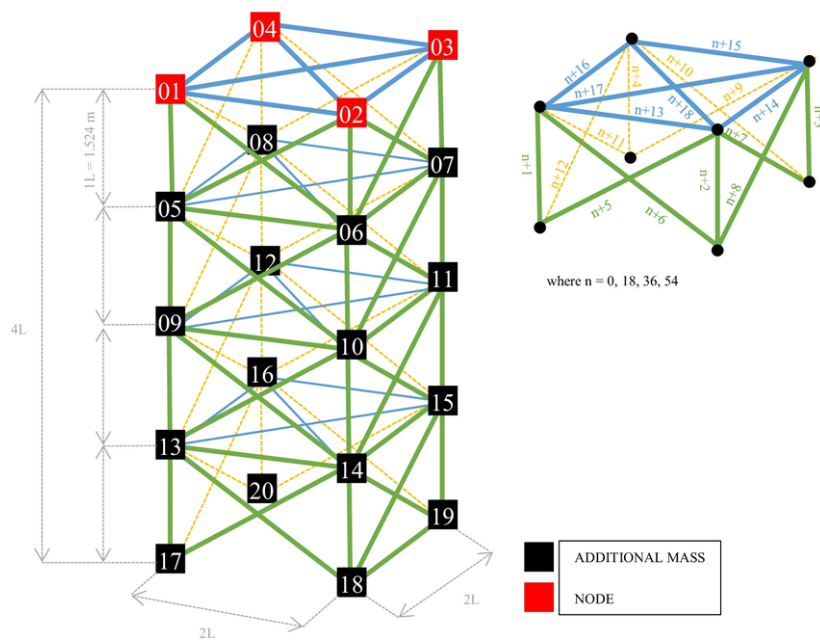 04
03
01
02
08
07
05
06
12
11
09
10
16
15
13
14
20
19
17
18
1L = 1.524 m
4L
2L
2L
n+15
n+16
n+10
n+4
n+9
n+17
n+13
n+18
n+14
n+3
n+7
n+11
n+1
n+12
n+2
n+8
n+5
n+6
where n = 0, 18, 36, 54
ADDITIONAL MASS
NODE